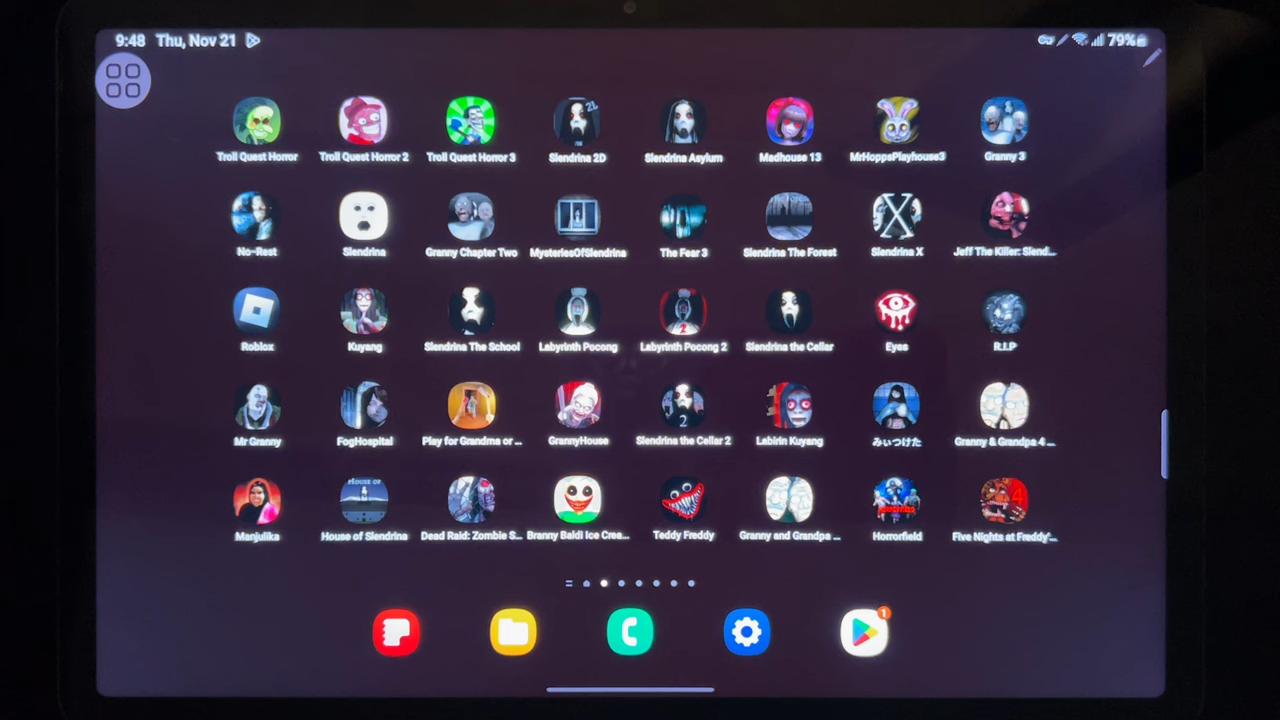 9:48 Thu, Nov 21 79%
Troll Quest Horror Troll Quest Horror 2 Troll Quest Horror 3 Slendrina 2D Slendrina Asylum Madhouse 13 MrHoppsPlayhouse3 Granny 3
No-Rest Slendrina Granny Chapter Two MysteriesOfSlendrina The Fear 3 Slendrina The Forest Slendrina X Jeff The Killer: Slend...
Roblox Kuyang Slendrina The School Labyrinth Pocong Labyrinth Pocong 2 Slendrina the Cellar Eyes R.I.P
Mr Granny FogHospital Play for Grandma or ... GrannyHouse Slendrina the Cellar 2 Labirin Kuyang みぃつけた Granny & Grandpa 4 ...
Manjulika House of Slendrina Dead Raid: Zombie S... Branny Baldi Ice Crea... Teddy Freddy Granny and Grandpa ... Horrorfield Five Nights at Freddy'...
1